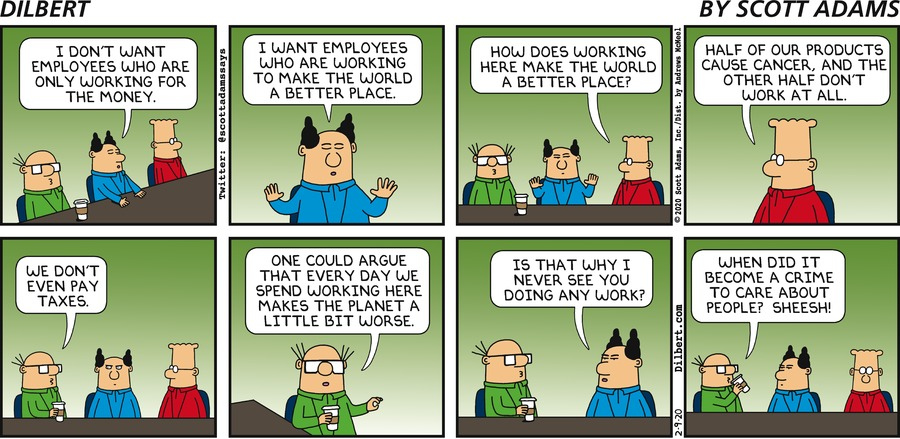 DILBERT
BY SCOTT ADAMS
I DON'T WANT
EMPLOYEES WHO ARE
ONLY WORKING FOR
THE MONEY.
Twitter: @scottadamssays
I WANT EMPLOYEES
WHO ARE WORKING
TO MAKE THE WORLD
A BETTER PLACE.
HOW DOES WORKING
HERE MAKE THE WORLD
A BETTER PLACE?
© 2020 Scott Adams, Inc./Dist. by Andrews McMeel
HALF OF OUR PRODUCTS
CAUSE CANCER, AND THE
OTHER HALF DON'T
WORK AT ALL.
WE DON'T
EVEN PAY
TAXES.
ONE COULD ARGUE
THAT EVERY DAY WE
SPEND WORKING HERE
MAKES THE PLANET A
LITTLE BIT WORSE.
IS THAT WHY I
NEVER SEE YOU
DOING ANY WORK?
2-9-20 Dilbert.com
WHEN DID IT
BECOME A CRIME
TO CARE ABOUT
PEOPLE? SHEESH!